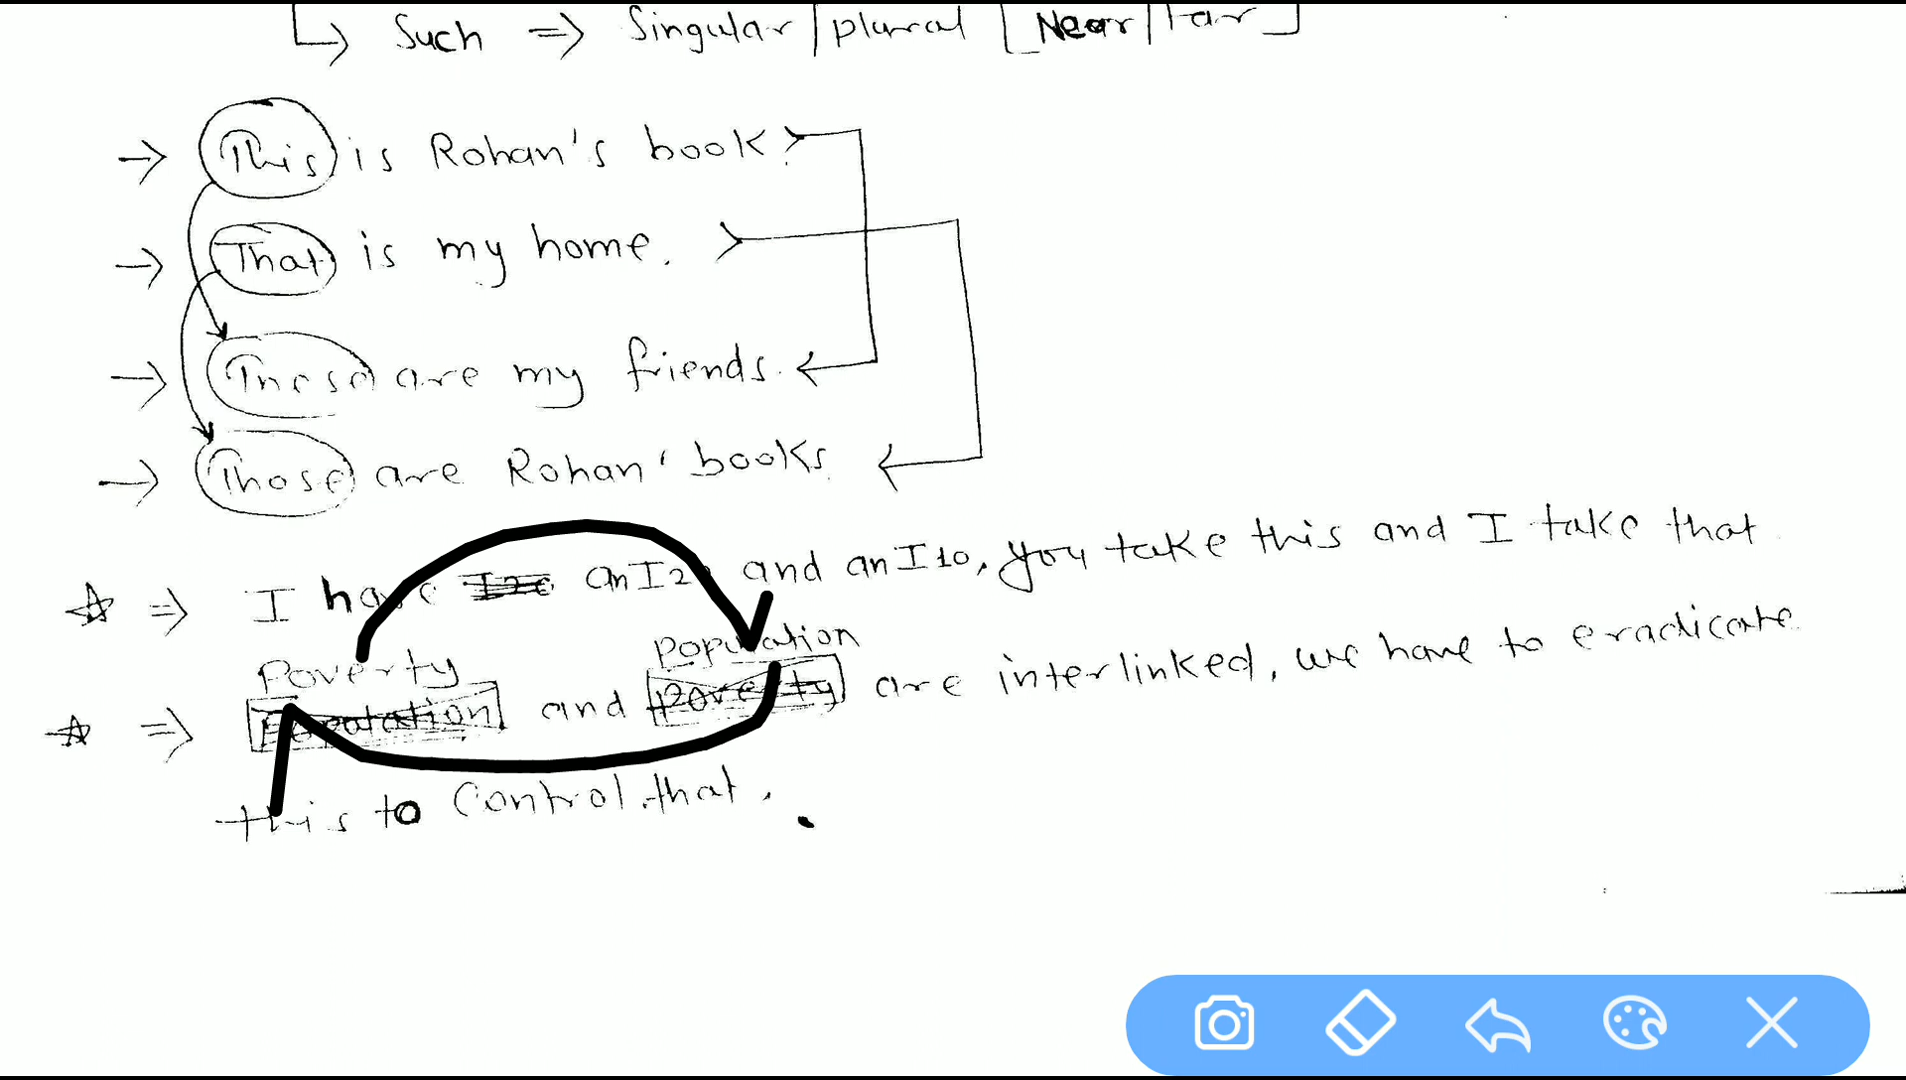 ↳ Such ⇒ Singular/plural [Near/Far]
→ This is Rohan's book.
→ That is my home.
→ These are my friends.
→ Those are Rohan' books.
☆ ⇒ I have an I20 and an I10, you take this and I take that
Poverty Population
☆ ⇒ and Poverty are interlinked, we have to eradicate
this to control that.